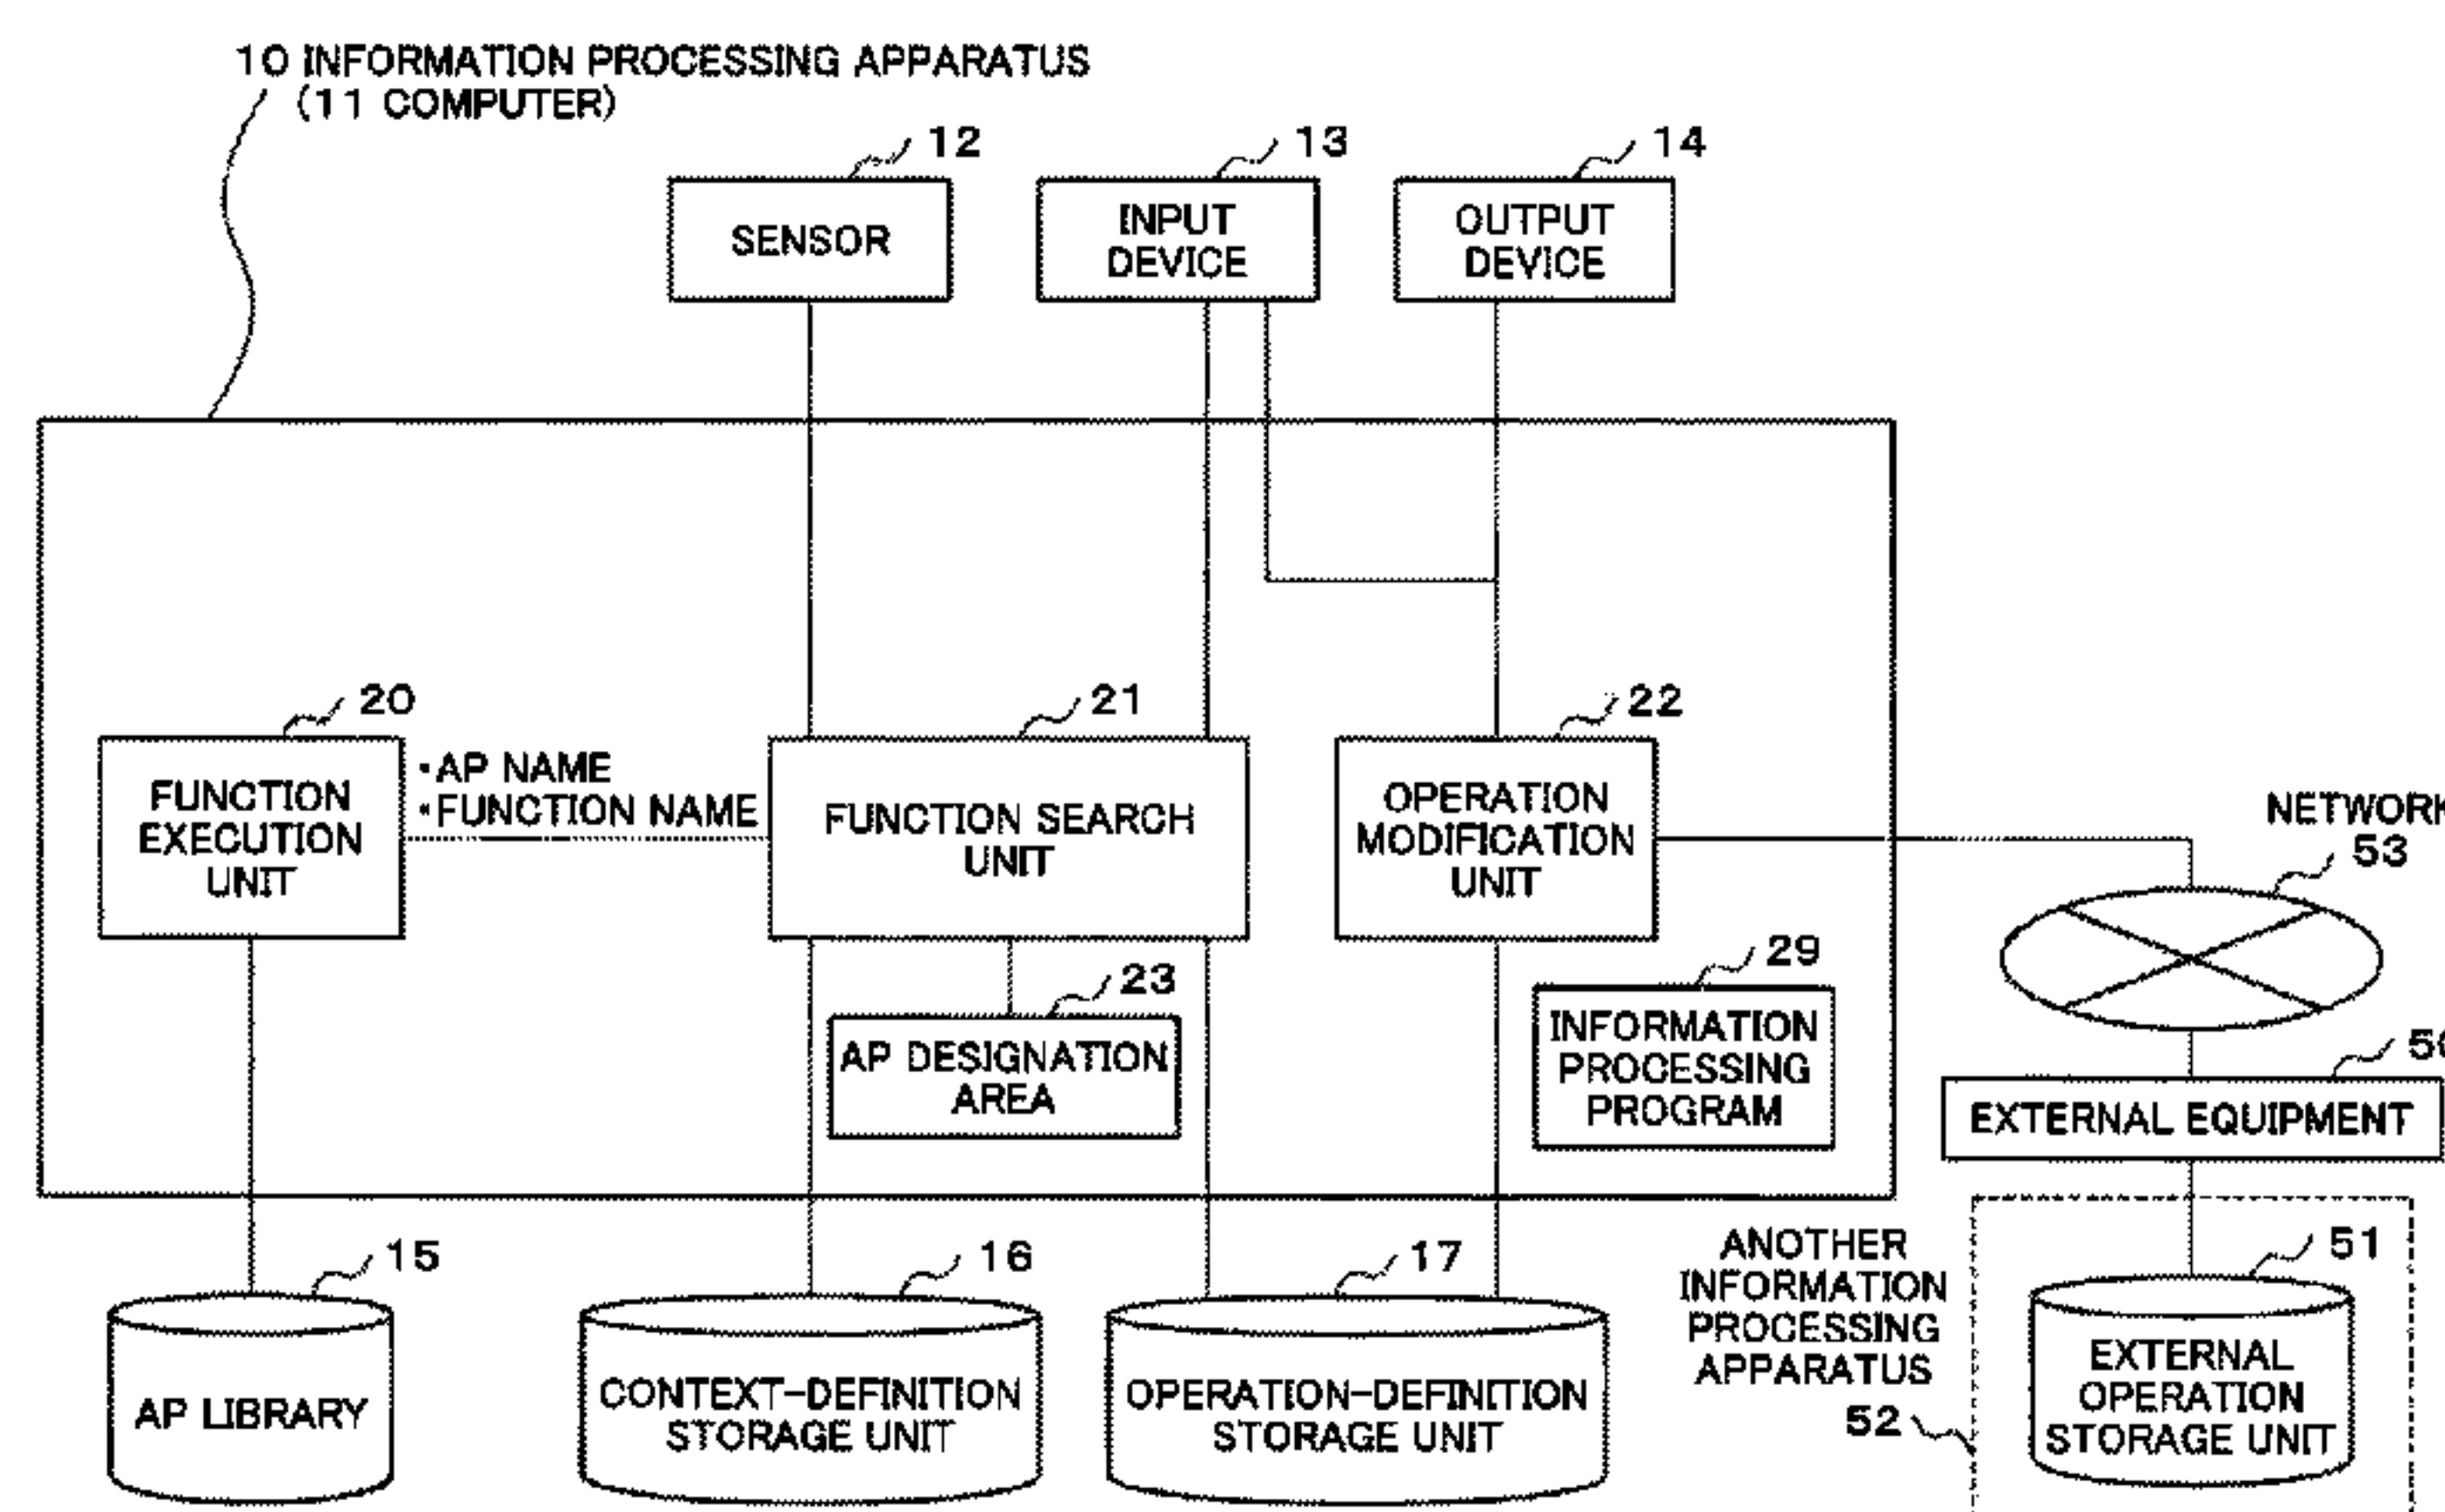 10 INFORMATION PROCESSING APPARATUS
(11 COMPUTER)
12
13
14
SENSOR
INPUT
DEVICE
OUTPUT
DEVICE
20
21
22
FUNCTION
EXECUTION
UNIT
・AP NAME
・FUNCTION NAME
FUNCTION SEARCH
UNIT
OPERATION
MODIFICATION
UNIT
NETWORK
53
23
AP DESIGNATION
AREA
29
INFORMATION
PROCESSING
PROGRAM
EXTERNAL EQUIPMENT
15
AP LIBRARY
16
CONTEXT-DEFINITION
STORAGE UNIT
17
OPERATION-DEFINITION
STORAGE UNIT
ANOTHER
INFORMATION
PROCESSING
APPARATUS
52
51
EXTERNAL
OPERATION
STORAGE UNIT